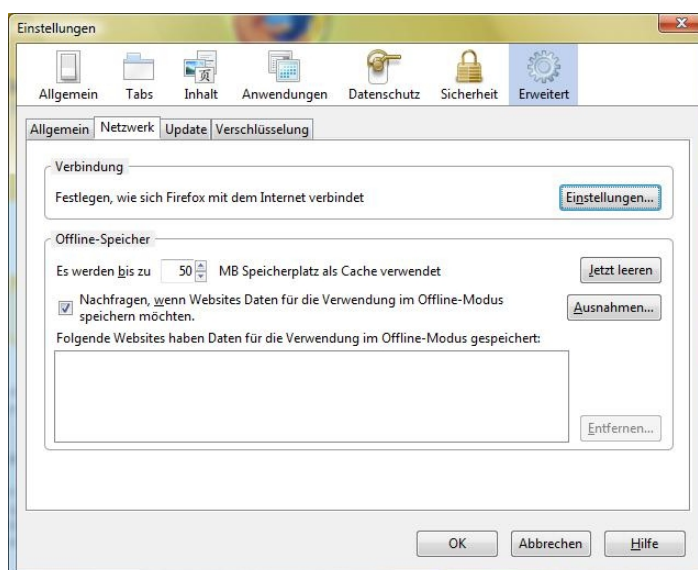 Einstellungen
Allgemein Tabs Inhalt Anwendungen Datenschutz Sicherheit Erweitert
Allgemein Netzwerk Update Verschlüsselung
Verbindung
Festlegen, wie sich Firefox mit dem Internet verbindet Einstellungen...
Offline-Speicher
Es werden bis zu 50 MB Speicherplatz als Cache verwendet Jetzt leeren
Nachfragen, wenn Websites Daten für die Verwendung im Offline-Modus
speichern möchten. Ausnahmen...
Folgende Websites haben Daten für die Verwendung im Offline-Modus gespeichert:
Entfernen...
OK Abbrechen Hilfe